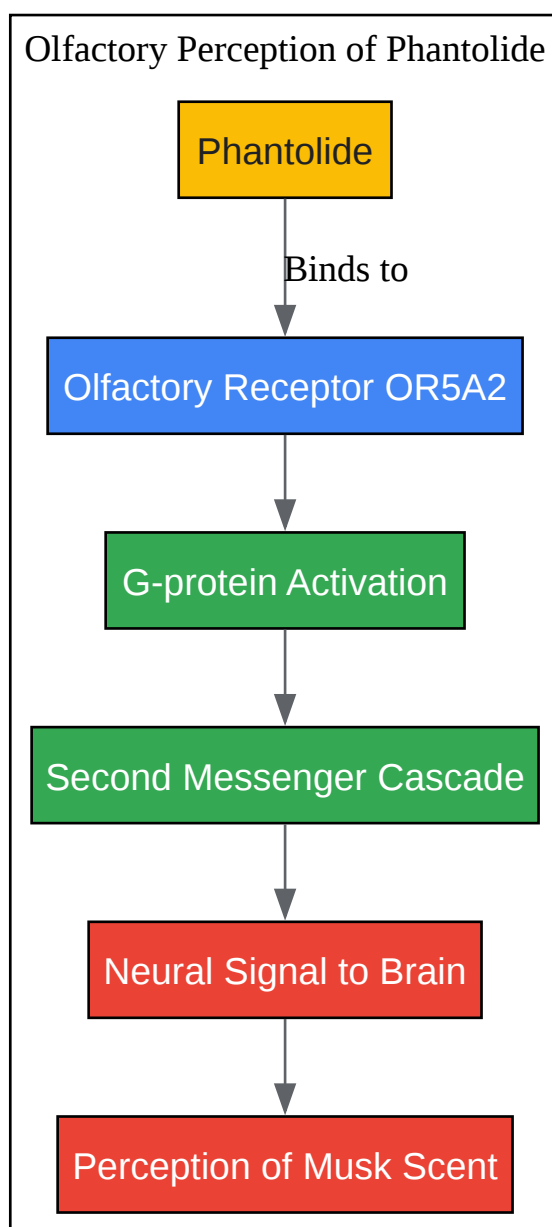 Olfactory Perception of Phantolide
Phantolide
Binds to
Olfactory Receptor OR5A2
G-protein Activation
Second Messenger Cascade
Neural Signal to Brain
Perception of Musk Scent